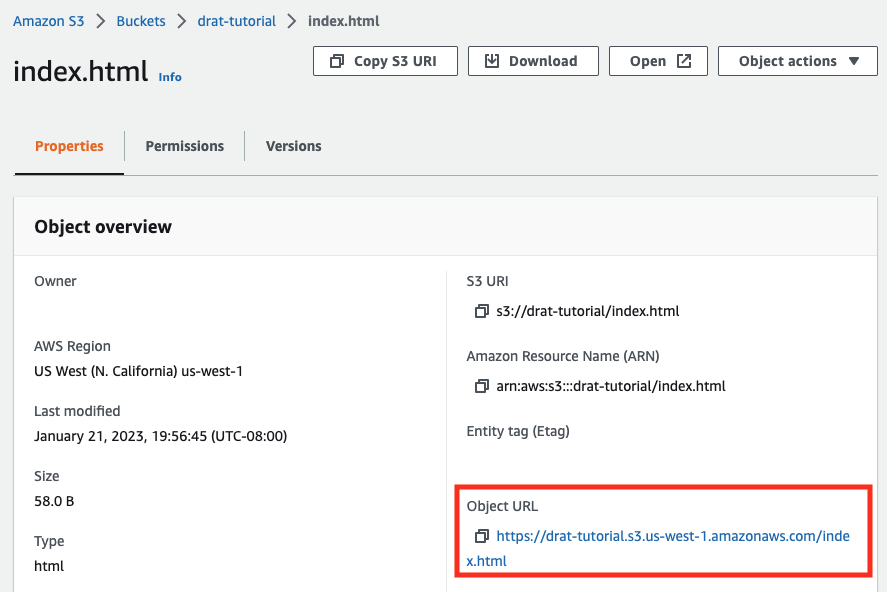 Amazon S3 > Buckets > drat-tutorial > index.html
index.html Info
Copy S3 URI Download Open Object actions ▼
Properties Permissions Versions
Object overview
Owner
AWS Region
US West (N. California) us-west-1
Last modified
January 21, 2023, 19:56:45 (UTC-08:00)
Size
58.0 B
Type
html
S3 URI
s3://drat-tutorial/index.html
Amazon Resource Name (ARN)
arn:aws:s3:::drat-tutorial/index.html
Entity tag (Etag)
Object URL
https://drat-tutorial.s3.us-west-1.amazonaws.com/inde
x.html